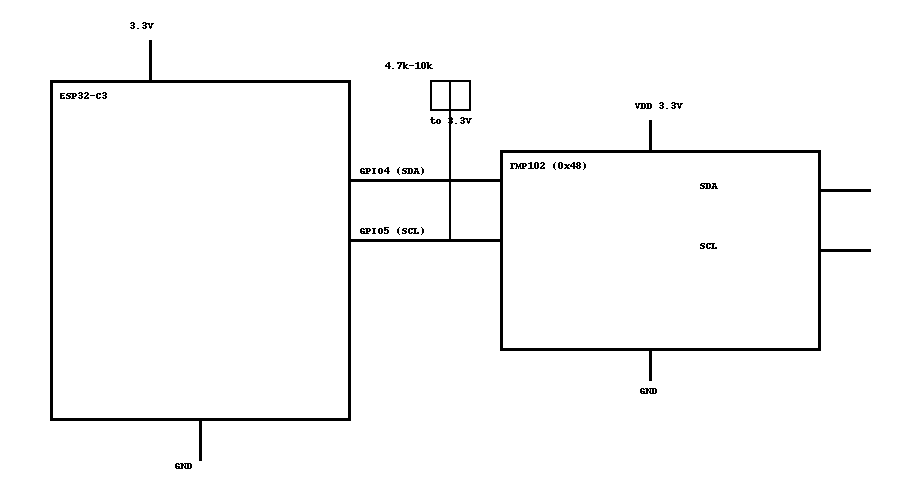 3.3V
4.7k-10k
ESP32-C3
to 3.3V
VDD 3.3V
TMP102 (0x48)
GPIO4 (SDA)
SDA
GPIO5 (SCL)
SCL
GND
GND